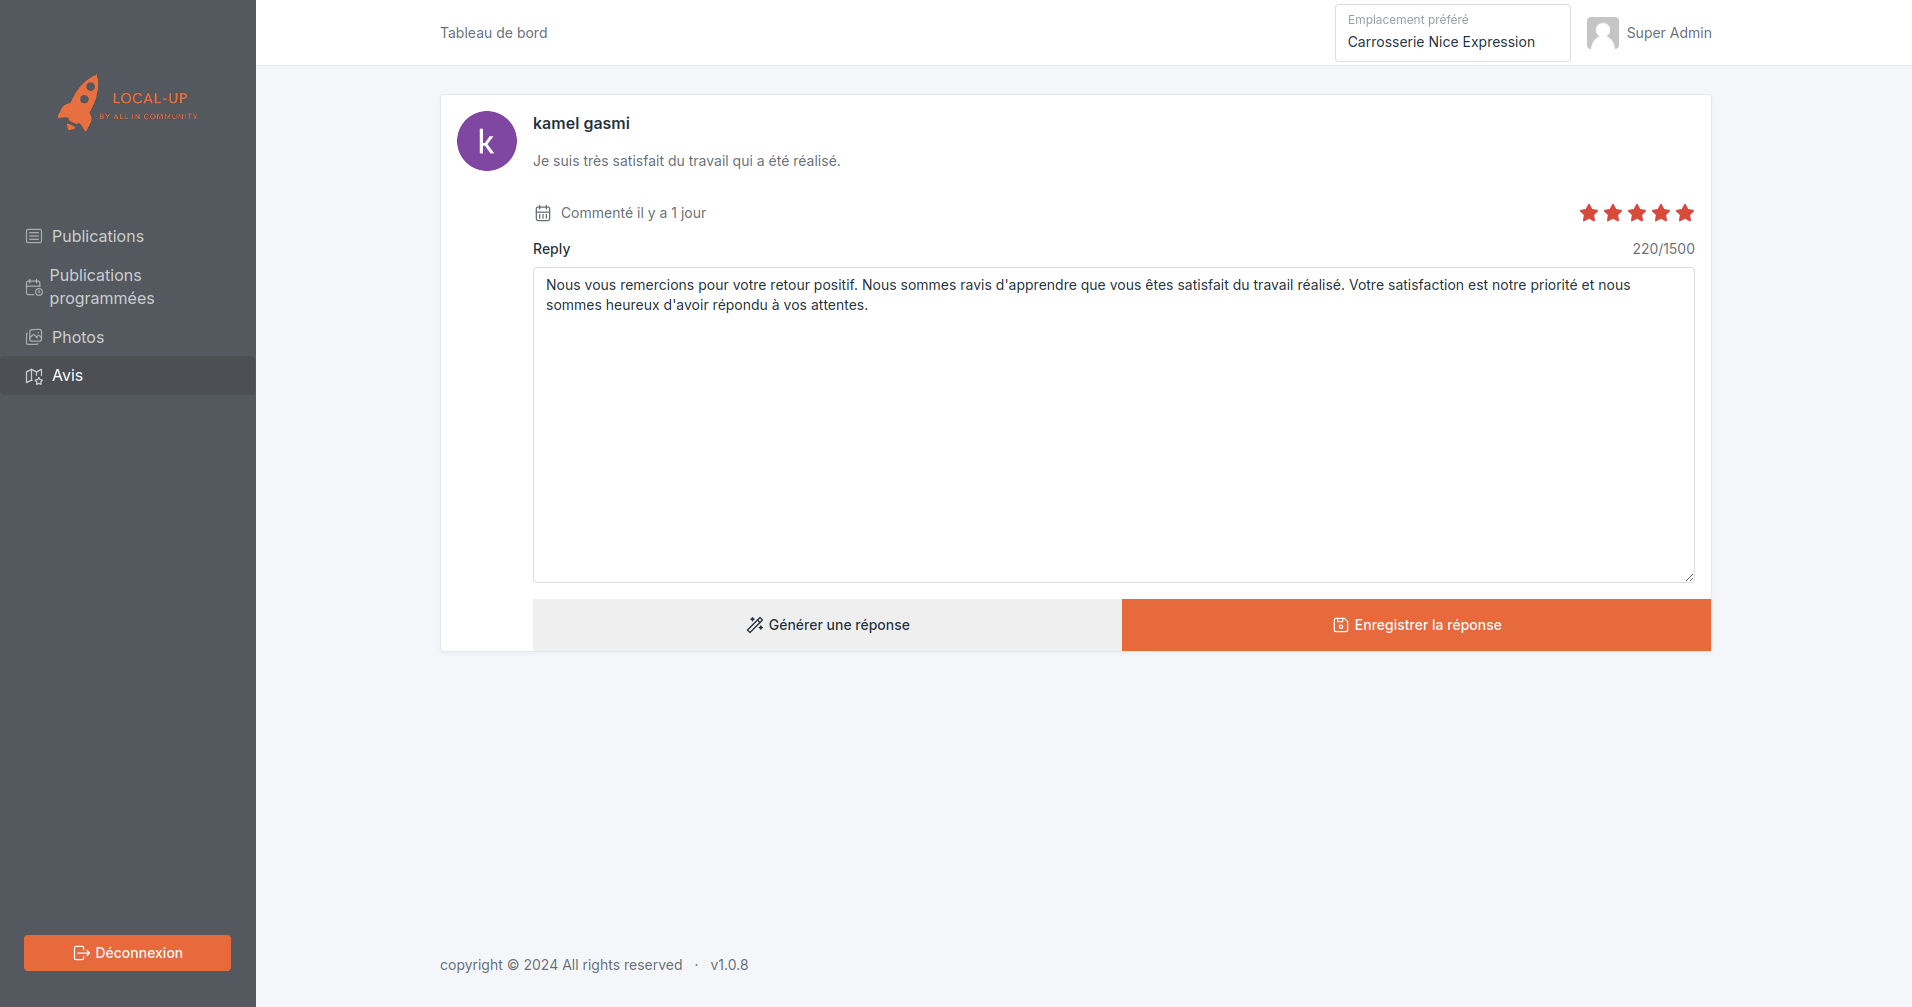 LOCAL-UP
BY ALL IN COMMUNITY
Publications
Publications
programmées
Photos
Avis
Déconnexion
Tableau de bord
Emplacement préféré
Carrosserie Nice Expression
Super Admin
k
kamel gasmi
Je suis très satisfait du travail qui a été réalisé.
Commenté il y a 1 jour
Reply
220/1500
Nous vous remercions pour votre retour positif. Nous sommes ravis d'apprendre que vous êtes satisfait du travail réalisé. Votre satisfaction est notre priorité et nous
sommes heureux d'avoir répondu à vos attentes.
Générer une réponse
Enregistrer la réponse
copyright © 2024 All rights reserved · v1.0.8